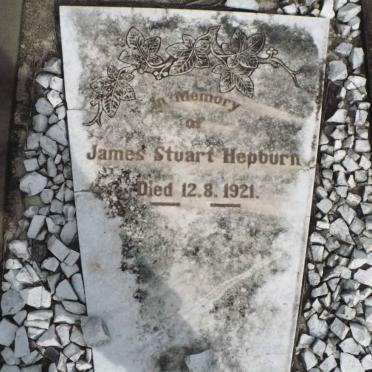 In Memory
of
James Stuart Hepburn
Died 12.8.1921.